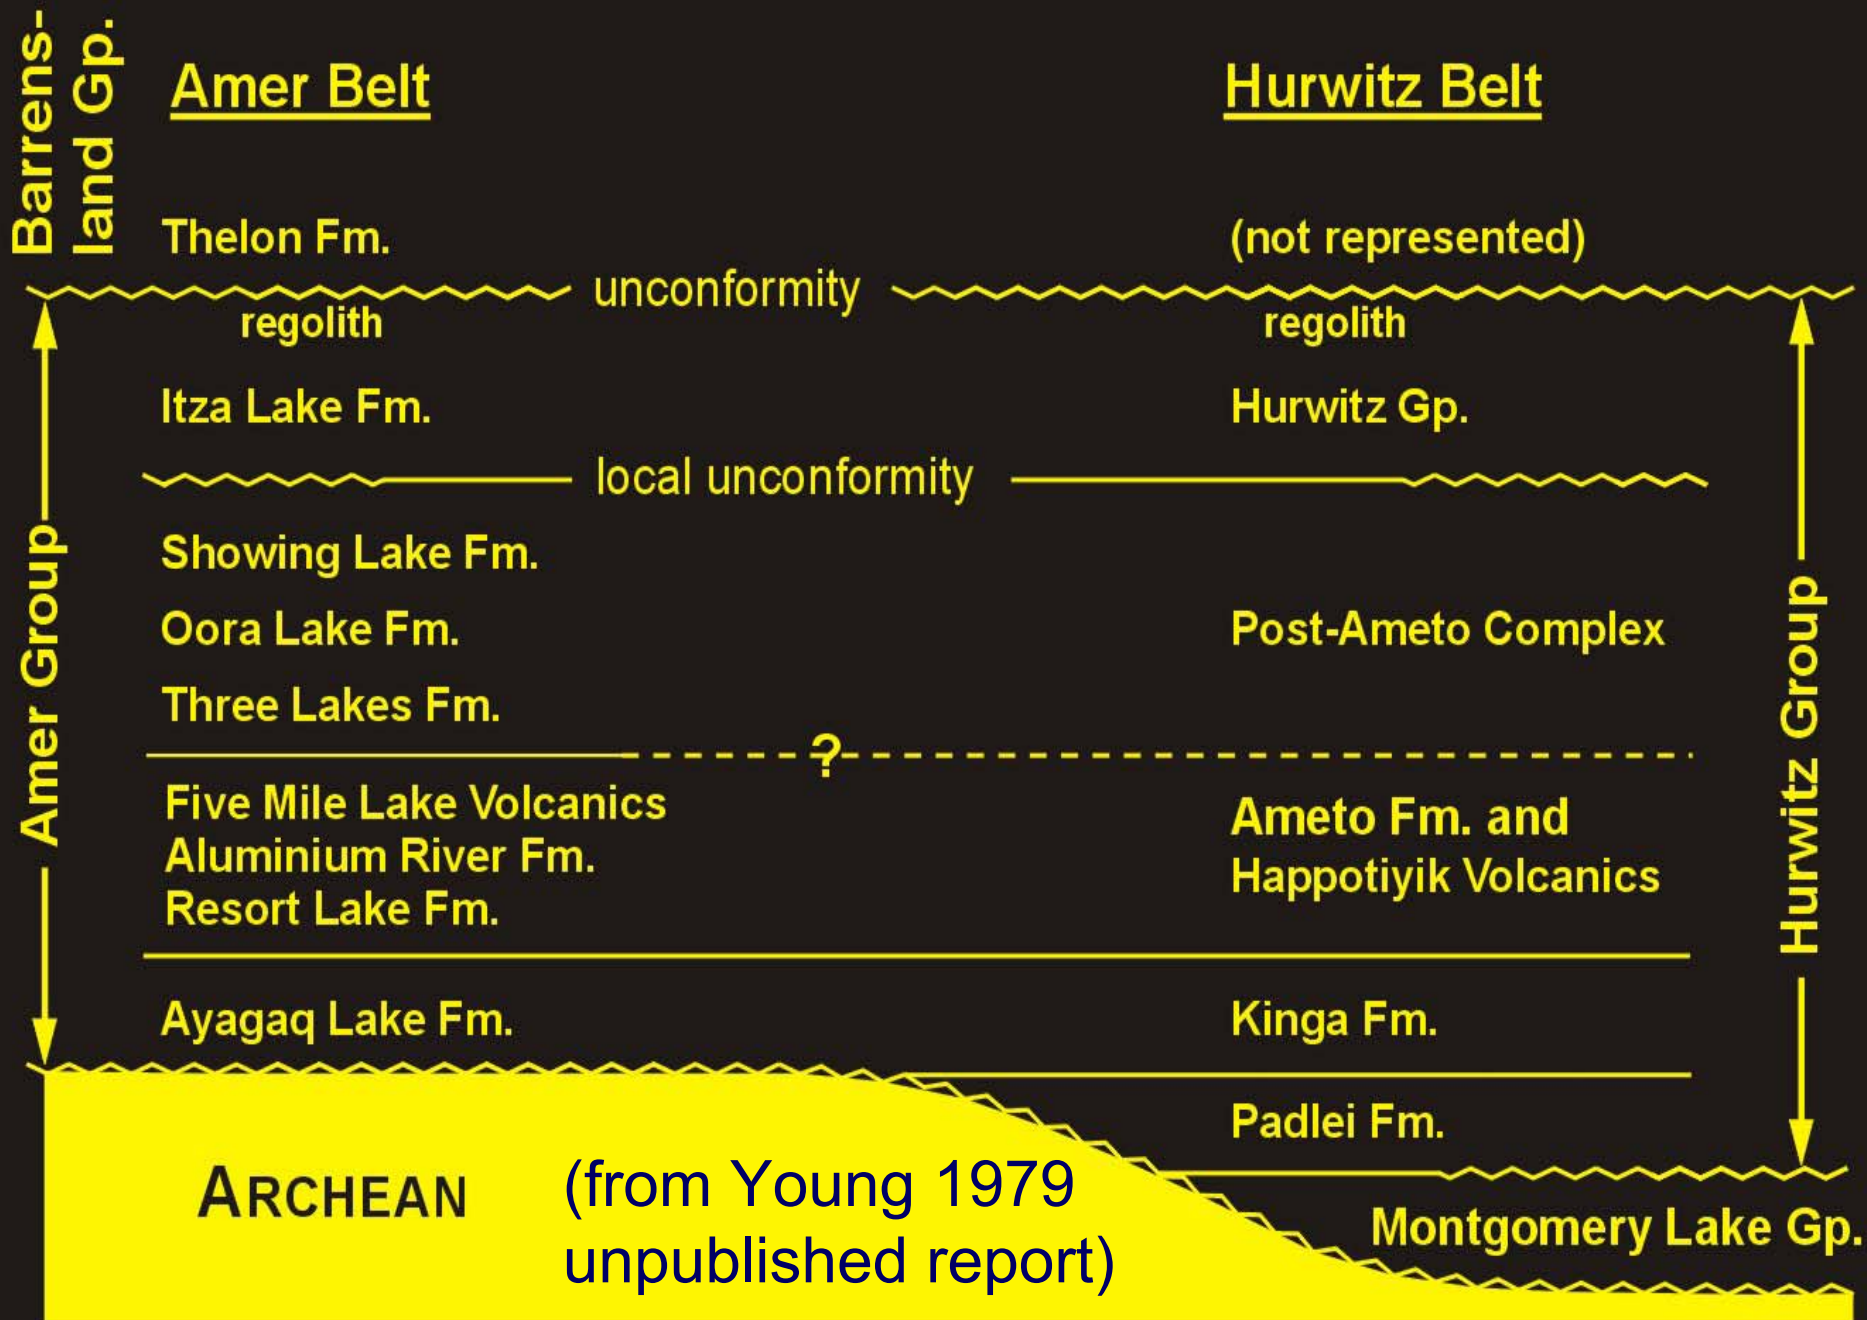 Barrens-
land Gp.
Amer Belt
Hurwitz Belt
Thelon Fm.
(not represented)
unconformity
regolith
regolith
Itza Lake Fm.
Hurwitz Gp.
local unconformity
Amer Group
Showing Lake Fm.
Oora Lake Fm.
Post-Ameto Complex
Three Lakes Fm.
?
Hurwitz Group
Five Mile Lake Volcanics
Aluminium River Fm.
Resort Lake Fm.
Ameto Fm. and
Happotiyik Volcanics
Ayagaq Lake Fm.
Kinga Fm.
Padlei Fm.
ARCHEAN
(from Young 1979
unpublished report)
Montgomery Lake Gp.